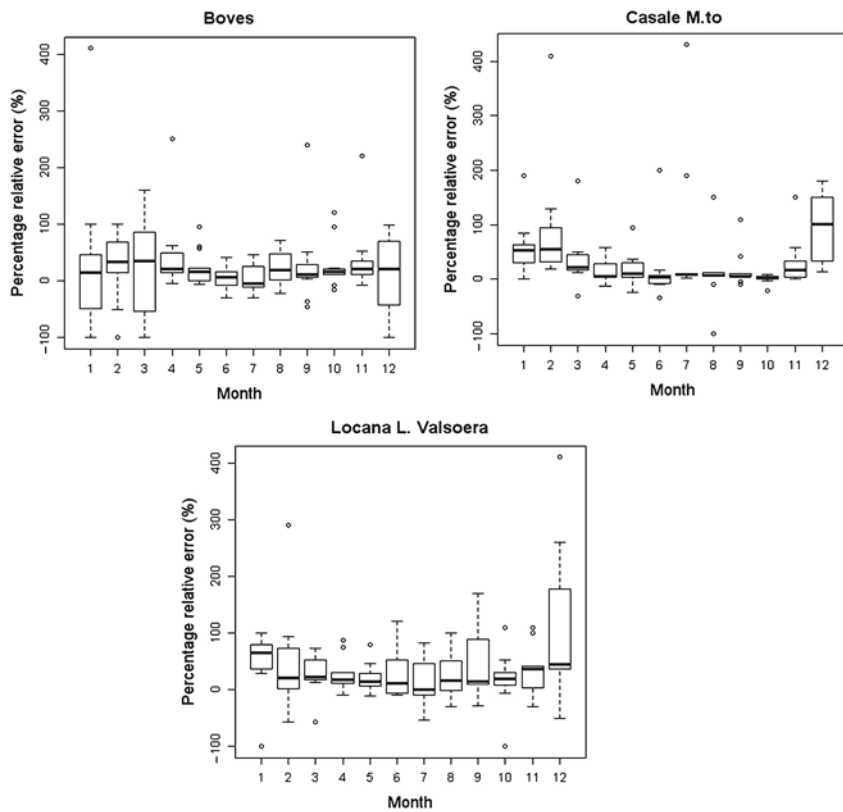 Boves
Percentage relative error (%)
400
300
200
100
0
−100
1 2 3 4 5 6 7 8 9 10 11 12
Month
Casale M.to
Percentage relative error (%)
400
300
200
100
0
−100
1 2 3 4 5 6 7 8 9 10 11 12
Month
Locana L. Valsoera
Percentage relative error (%)
400
300
200
100
0
−100
1 2 3 4 5 6 7 8 9 10 11 12
Month